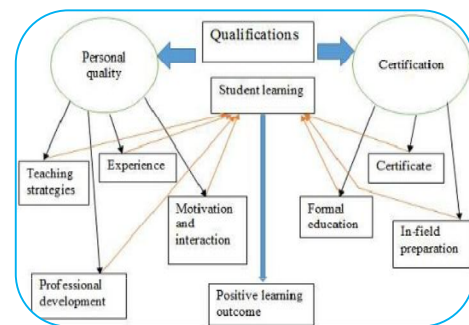 Qualifications
Personal
quality
Certification
Student learning
Teaching
strategies
Experience
Certificate
Motivation
and
interaction
Formal
education
In-field
preparation
Professional
development
Positive learning
outcome